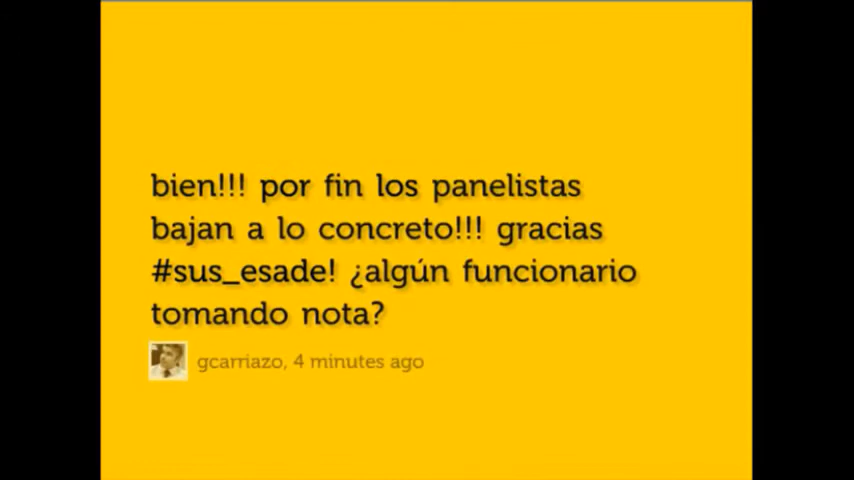 bien!!! por fin los panelistas
bajan a lo concreto!!! gracias
#sus_esade! ¿algún funcionario
tomando nota?
gcarriazo, 4 minutes ago